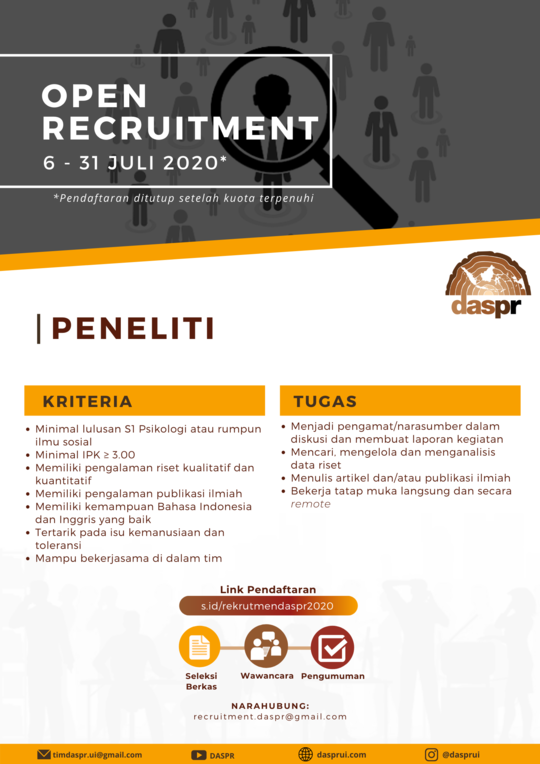 OPEN
RECRUITMENT
6 - 31 JULI 2020*
*Pendaftaran ditutup setelah kuota terpenuhi
daspr
PENELITI
KRITERIA
• Minimal lulusan S1 Psikologi atau rumpun
ilmu sosial
• Minimal IPK ≥ 3.00
• Memiliki pengalaman riset kualitatif dan
kuantitatif
• Memiliki pengalaman publikasi ilmiah
• Memiliki kemampuan Bahasa Indonesia
dan Inggris yang baik
• Tertarik pada isu kemanusiaan dan
toleransi
• Mampu bekerjasama di dalam tim
TUGAS
• Menjadi pengamat/narasumber dalam
diskusi dan membuat laporan kegiatan
• Mencari, mengelola dan menganalisis
data riset
• Menulis artikel dan/atau publikasi ilmiah
• Bekerja tatap muka langsung dan secara
remote
Link Pendaftaran
s.id/rekrutmendaspr2020
Seleksi
Berkas
Wawancara
Pengumuman
NARAHUBUNG:
recruitment.daspr@gmail.com
timdaspr.ui@gmail.com
DASPR
dasprui.com
@dasprui